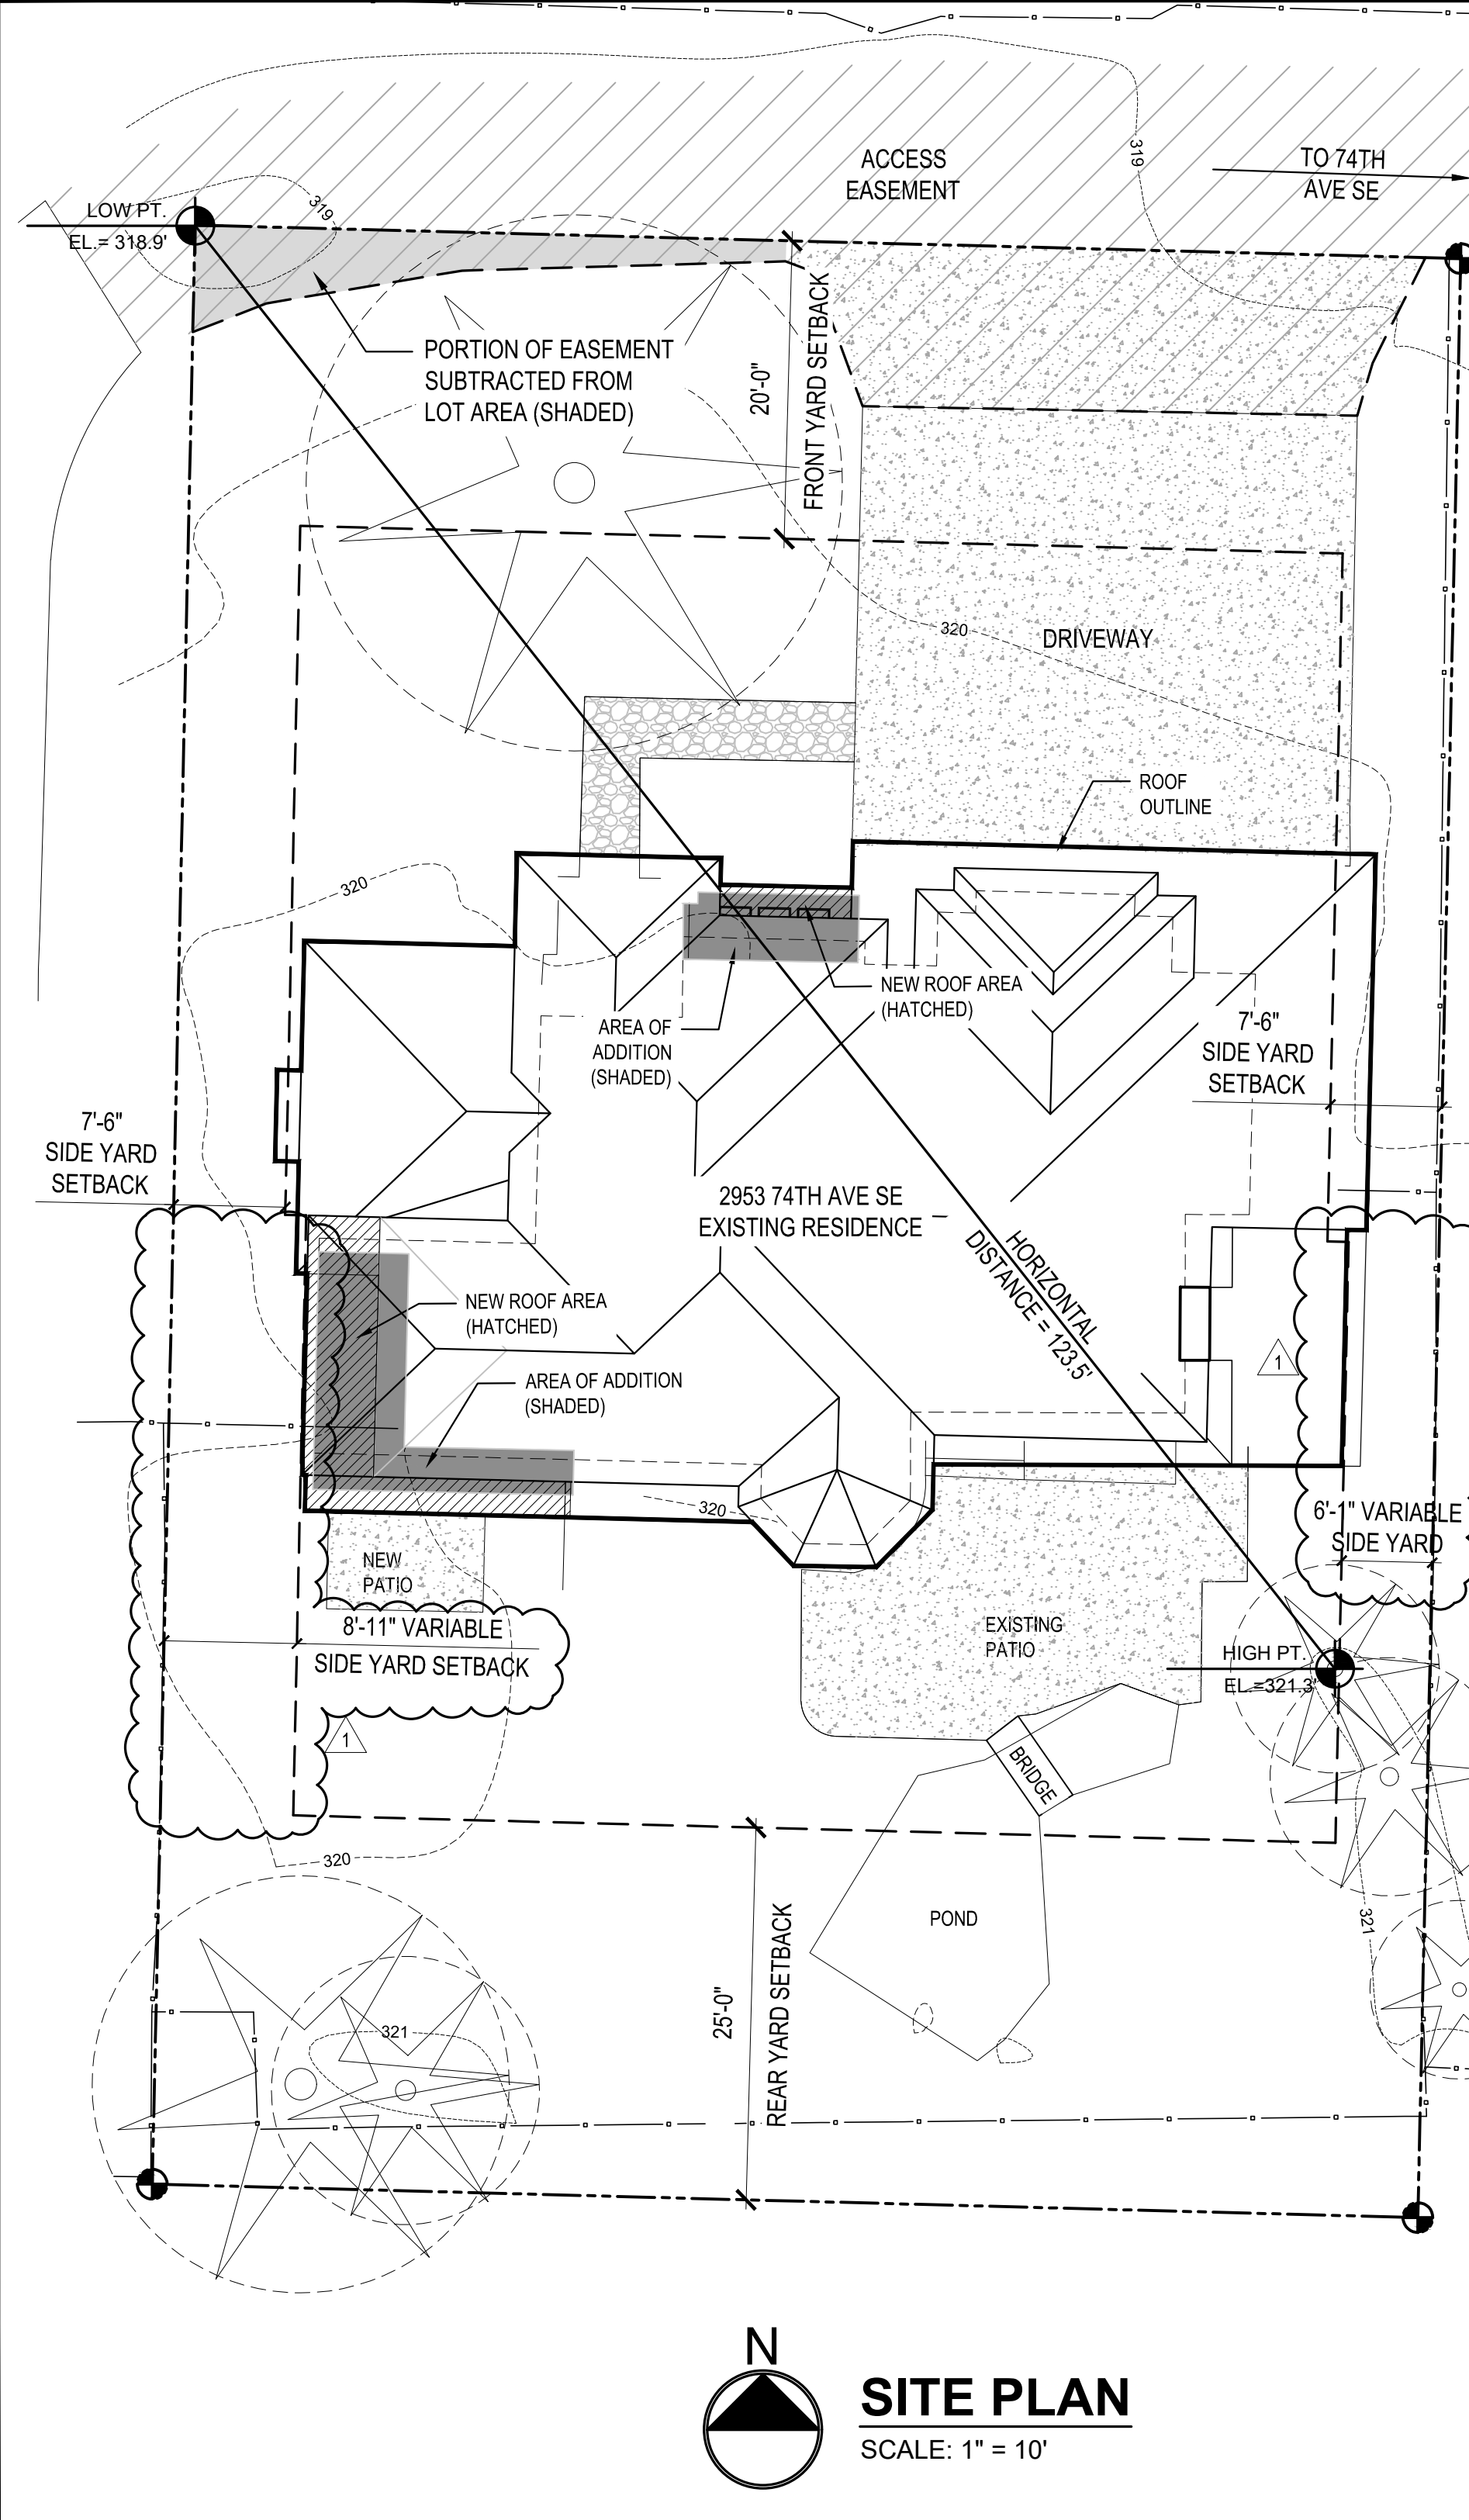 ACCESS
EASEMENT
319
TO 74TH
AVE SE
LOW PT.
EL.= 318.9'
319
PORTION OF EASEMENT
SUBTRACTED FROM
LOT AREA (SHADED)
20'-0"
FRONT YARD SETBACK
320
DRIVEWAY
ROOF
OUTLINE
320
NEW ROOF AREA
(HATCHED)
AREA OF
ADDITION
(SHADED)
7'-6"
SIDE YARD
SETBACK
7'-6"
SIDE YARD
SETBACK
2953 74TH AVE SE
EXISTING RESIDENCE
HORIZONTAL
DISTANCE = 123.5'
NEW ROOF AREA
(HATCHED)
1
AREA OF ADDITION
(SHADED)
320
6'-1" VARIABLE
SIDE YARD
NEW
PATIO
8'-11" VARIABLE
SIDE YARD SETBACK
EXISTING
PATIO
HIGH PT.
EL.=321.3'
1
BRIDGE
320
POND
321
25'-0"
REAR YARD SETBACK
321
N
SITE PLAN
SCALE: 1" = 10'